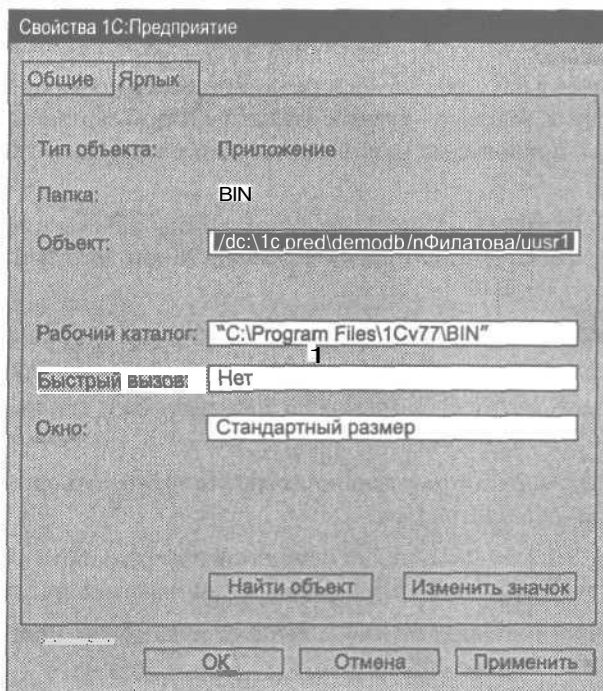 Свойства 1С:Предприятие
Общие Ярлык
Тип объекта: Приложение
Папка: BIN
Объект: /dc:\1c,pred\demodb/nФилатова/uusr1
Рабочий каталог: "C:\Program Files\1Cv77\BIN"
1
Быстрый вызов: Нет
Окно: Стандартный размер
Найти объект Изменить значок
OK Отмена Применить